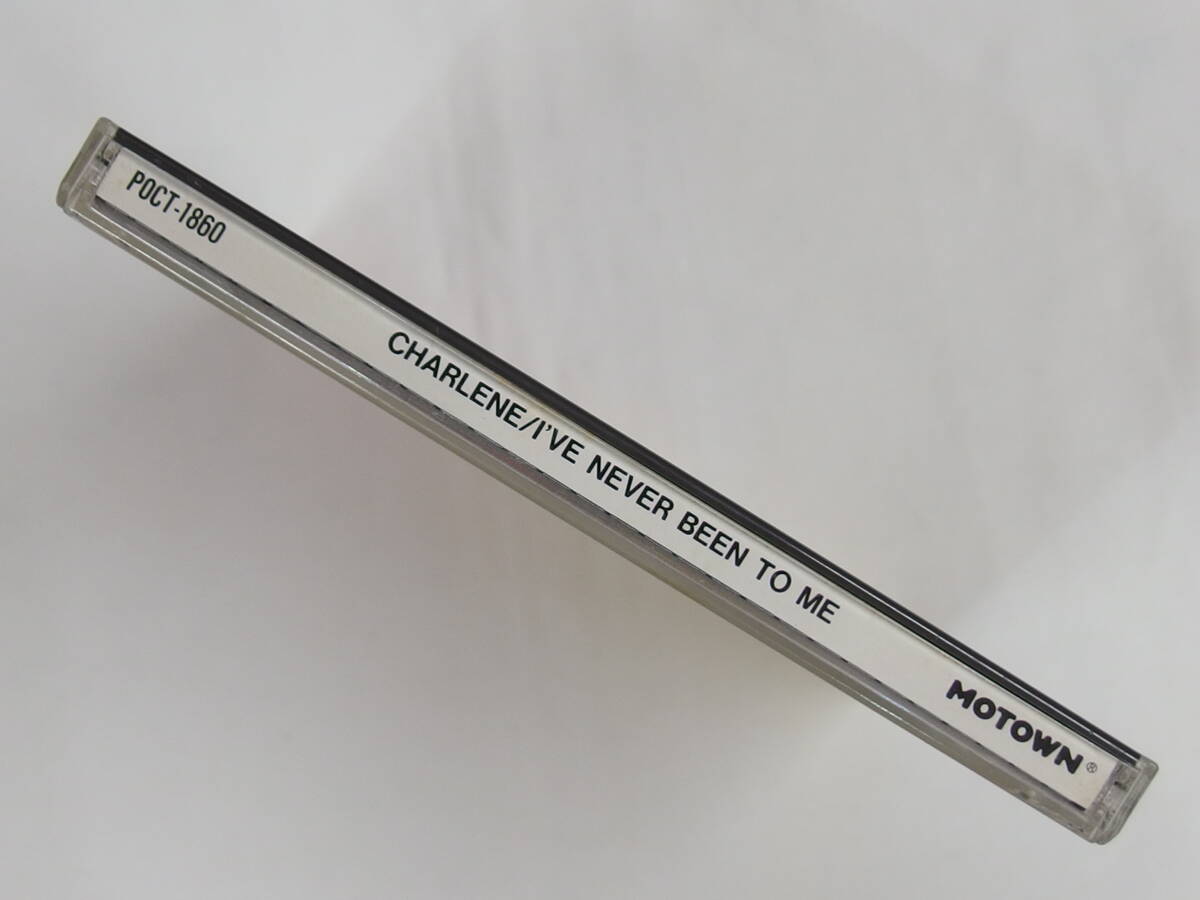 POCT-1860
CHARLENE/I'VE NEVER BEEN TO ME
MOTOWN®